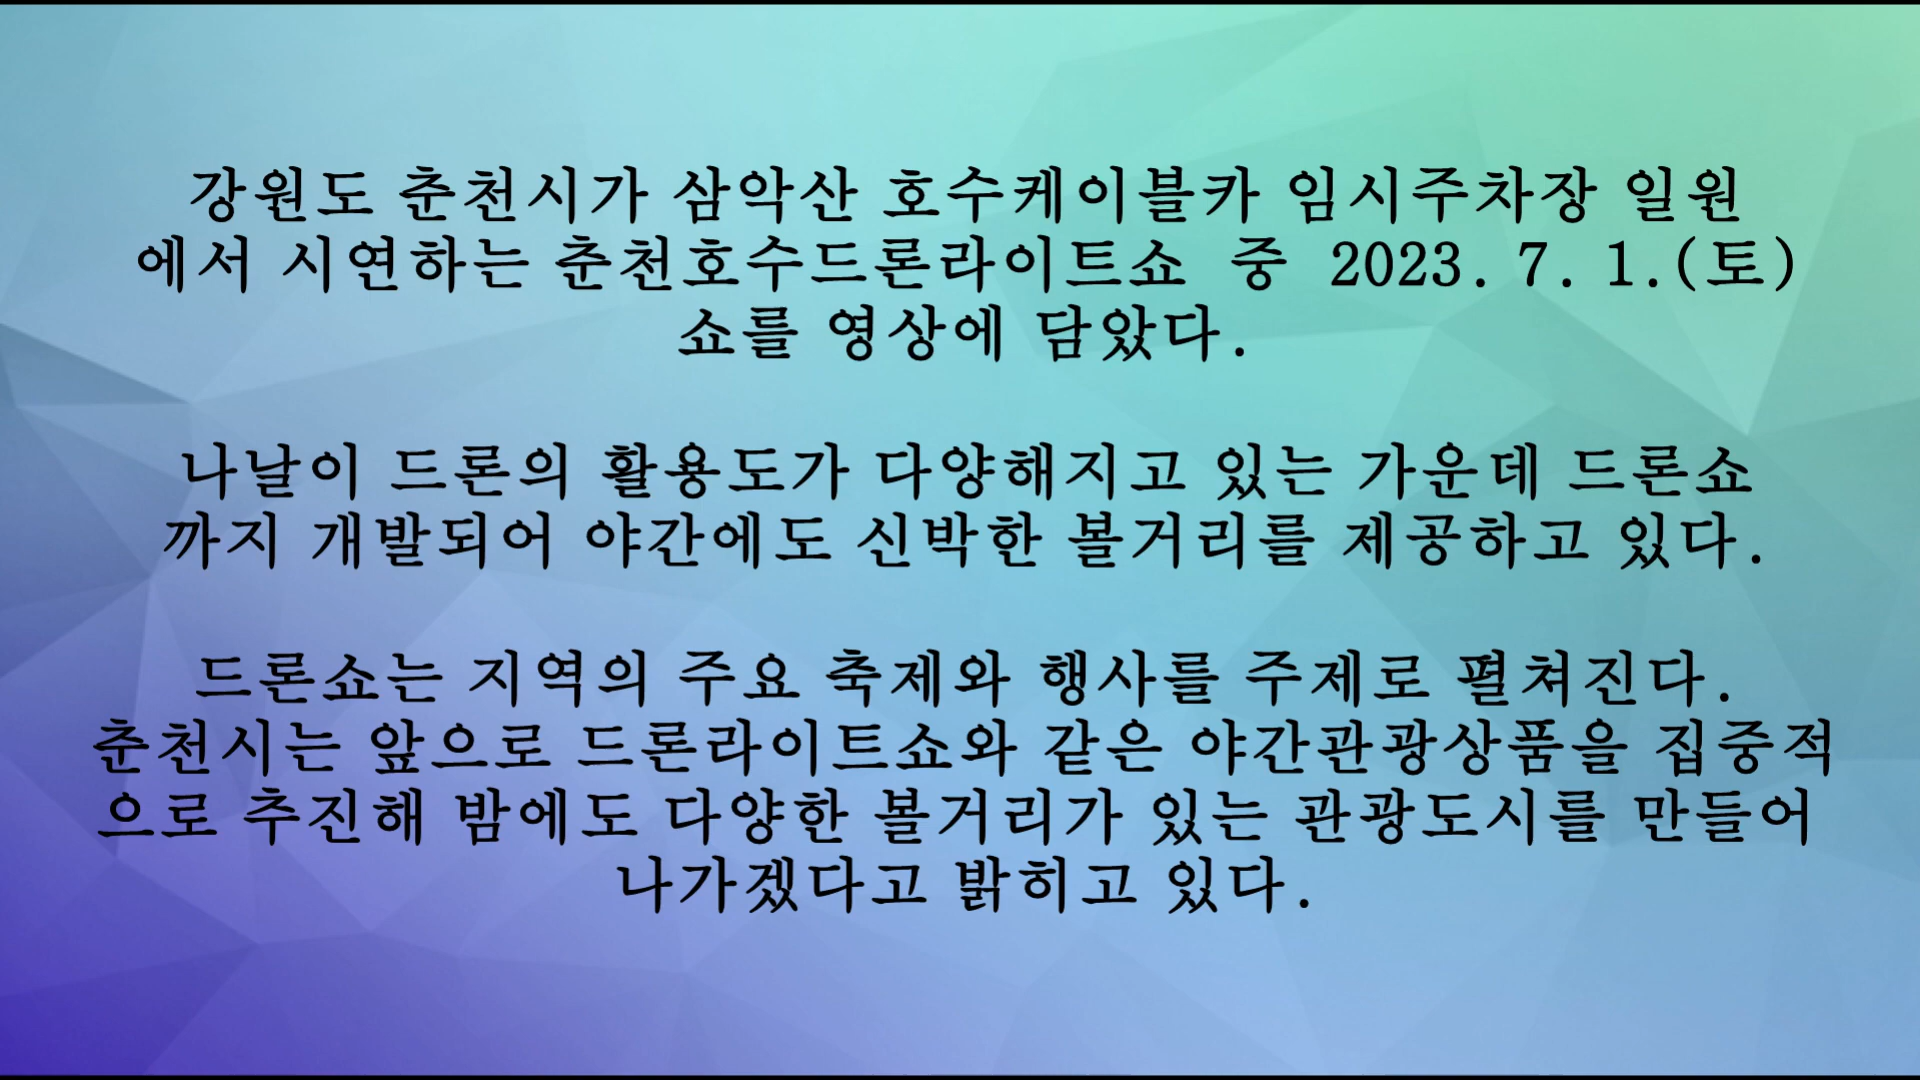 강원도 춘천시가 삼악산 호수케이블카 임시주차장 일원
에서 시연하는 춘천호수드론라이트쇼 중 2023. 7. 1.(토)
쇼를 영상에 담았다.
나날이 드론의 활용도가 다양해지고 있는 가운데 드론쇼
까지 개발되어 야간에도 신박한 볼거리를 제공하고 있다.
드론쇼는 지역의 주요 축제와 행사를 주제로 펼쳐진다.
춘천시는 앞으로 드론라이트쇼와 같은 야간관광상품을 집중적
으로 추진해 밤에도 다양한 볼거리가 있는 관광도시를 만들어
나가겠다고 밝히고 있다.